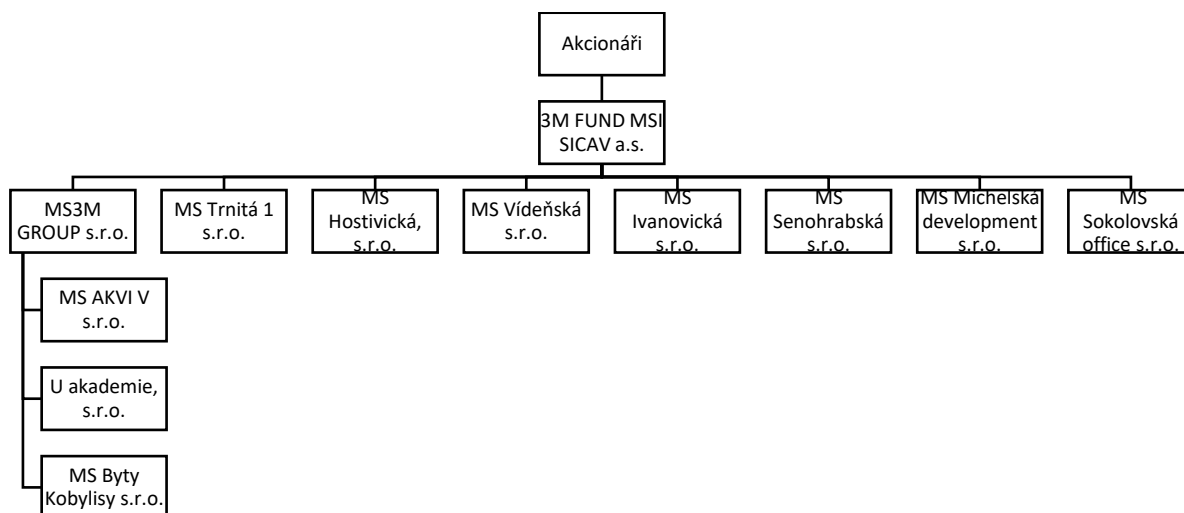 Akcionáři
3M FUND MSI
SICAV a.s.
MS3M
GROUP s.r.o.
MS Trnitá 1
s.r.o.
MS
Hostivická,
s.r.o.
MS Vídeňská
s.r.o.
MS
Ivanovická
s.r.o.
MS
Senohrabská
s.r.o.
MS Michelská
development
s.r.o.
MS
Sokolovská
office s.r.o.
MS AKVI V
s.r.o.
U akademie,
s.r.o.
MS Byty
Kobylisy s.r.o.